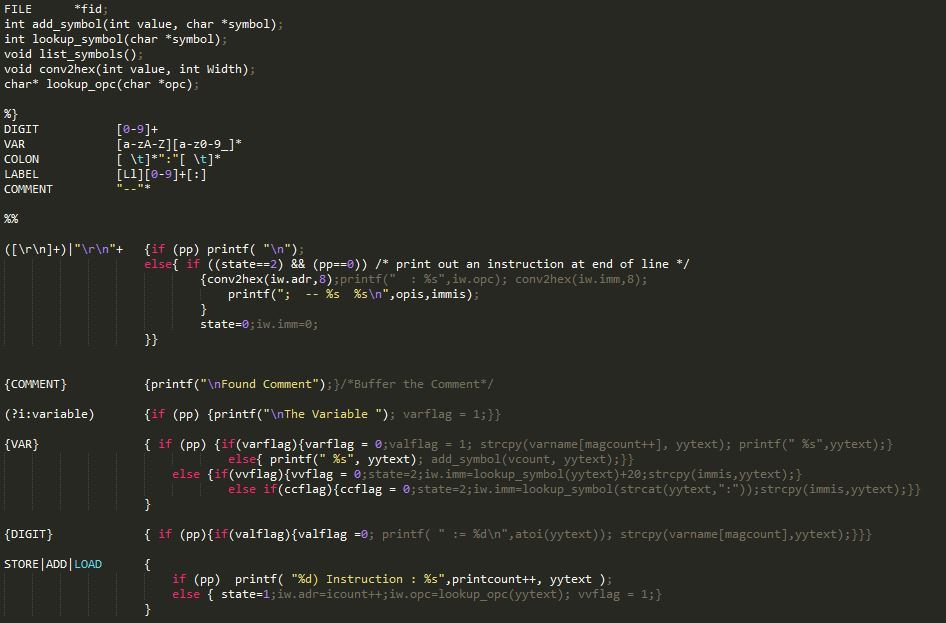 FILE      *fid;
int add_symbol(int value, char *symbol);
int lookup_symbol(char *symbol);
void list_symbols();
void conv2hex(int value, int Width);
char* lookup_opc(char *opc);
%}
DIGIT           [0-9]+
VAR             [a-zA-Z][a-z0-9_]*
COLON           [ \t]*":"[ \t]*
LABEL           [Ll][0-9]+[:]
COMMENT         "--"*
%%
([\r\n]+)|"\r\n"+   {if (pp) printf( "\n");
                    else{ if ((state==2) && (pp==0)) /* print out an instruction at end of line */
                            {conv2hex(iw.adr,8);printf("  : %s",iw.opc); conv2hex(iw.imm,8);
                                printf(";  -- %s  %s\n",opis,immis);
                            }
                            state=0;iw.imm=0;
                    }}
{COMMENT}           {printf("\nFound Comment");}/*Buffer the Comment*/
(?i:variable)       {if (pp) {printf("\nThe Variable "); varflag = 1;}}
{VAR}               { if (pp) {if(varflag){varflag = 0;valflag = 1; strcpy(varname[magcount++], yytext); printf(" %s",yytext);}
                                else{ printf(" %s", yytext); add_symbol(vcount, yytext);}}
                        else {if(vvflag){vvflag = 0;state=2;iw.imm=lookup_symbol(yytext)+20;strcpy(immis,yytext);}
                                else if(ccflag){ccflag = 0;state=2;iw.imm=lookup_symbol(strcat(yytext,":"));strcpy(immis,yytext);}}
                    }
{DIGIT}             { if (pp){if(valflag){valflag =0; printf( " := %d\n",atoi(yytext)); strcpy(varname[magcount],yytext);}}}
STORE|ADD|LOAD      {
                        if (pp)  printf( "%d) Instruction : %s",printcount++, yytext );
                        else { state=1;iw.adr=icount++;iw.opc=lookup_opc(yytext); vvflag = 1;}
                    }